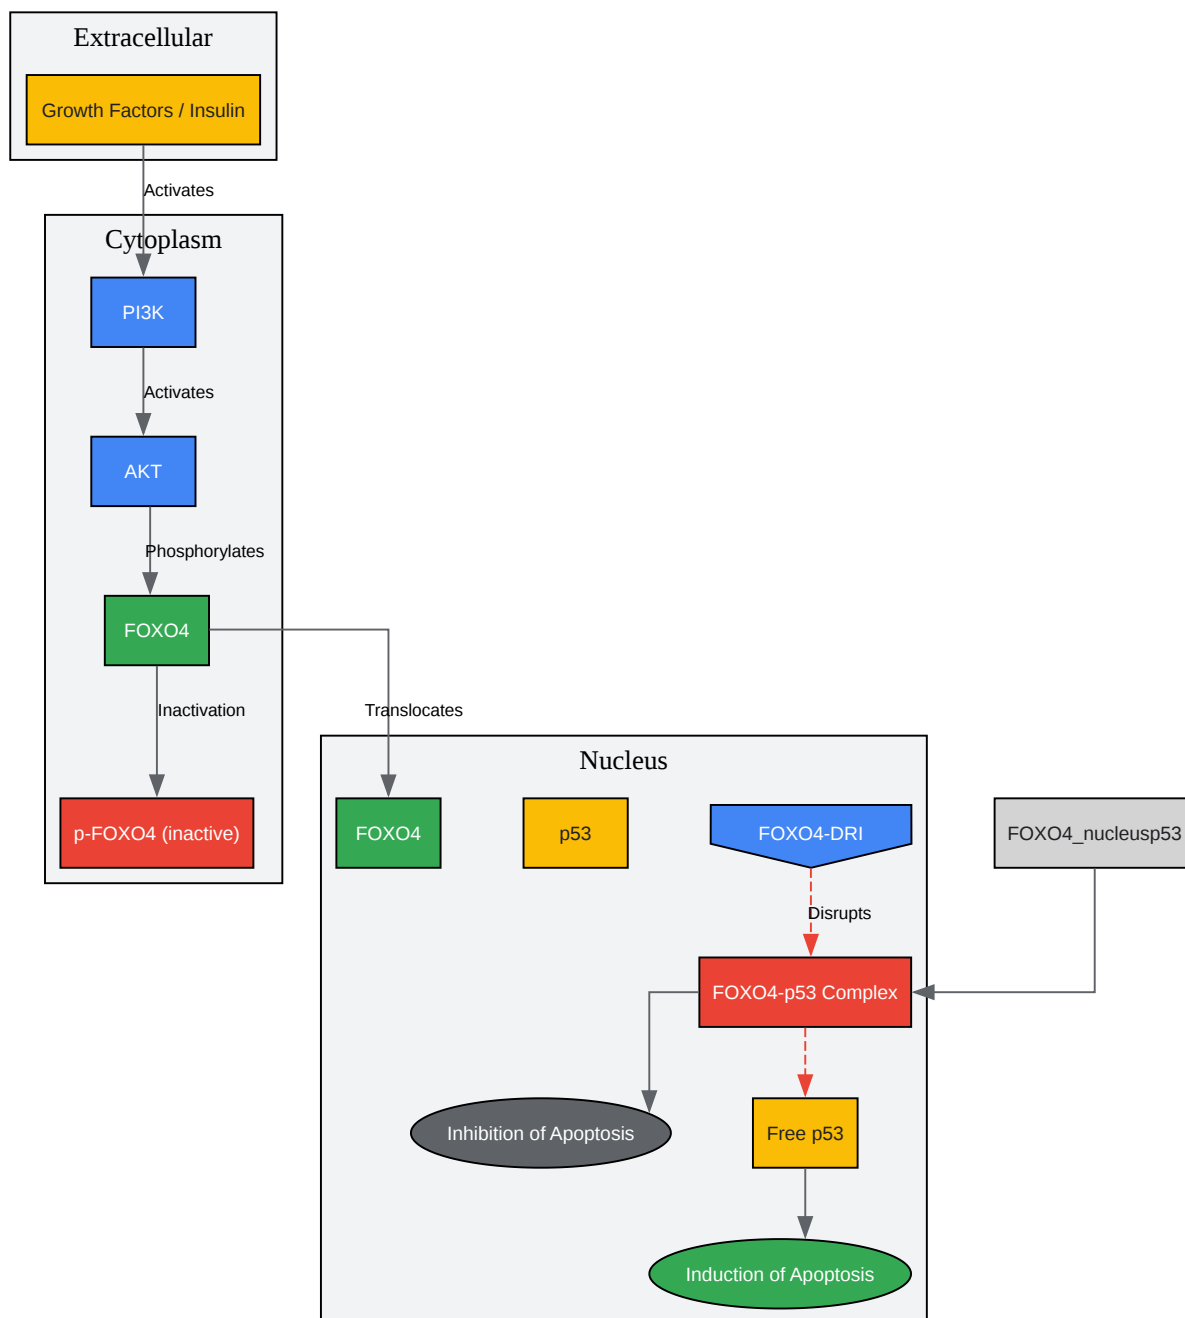 Extracellular
Growth Factors / Insulin
Activates
Cytoplasm
PI3K
Activates
AKT
Phosphorylates
FOXO4
Inactivation
Translocates
Nucleus
p-FOXO4 (inactive)
FOXO4
p53
FOXO4-DRI
FOXO4_nucleusp53
Disrupts
FOXO4-p53 Complex
Inhibition of Apoptosis
Free p53
Induction of Apoptosis